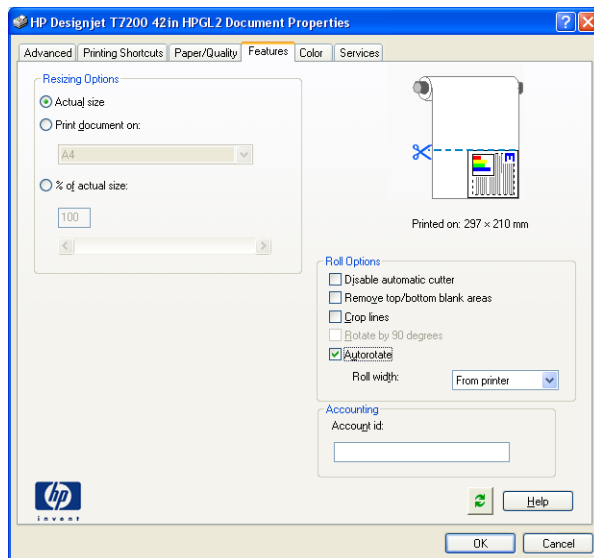 HP Designjet T7200 42in HPGL2 Document Properties
Advanced Printing Shortcuts Paper/Quality Features Color Services
Resizing Options
Actual size
Print document on:
A4
% of actual size:
100
Printed on: 297 × 210 mm
Roll Options
Disable automatic cutter
Remove top/bottom blank areas
Crop lines
Rotate by 90 degrees
Autorotate
Roll width: From printer
Accounting
Account id:
hp
invent
Help
OK Cancel